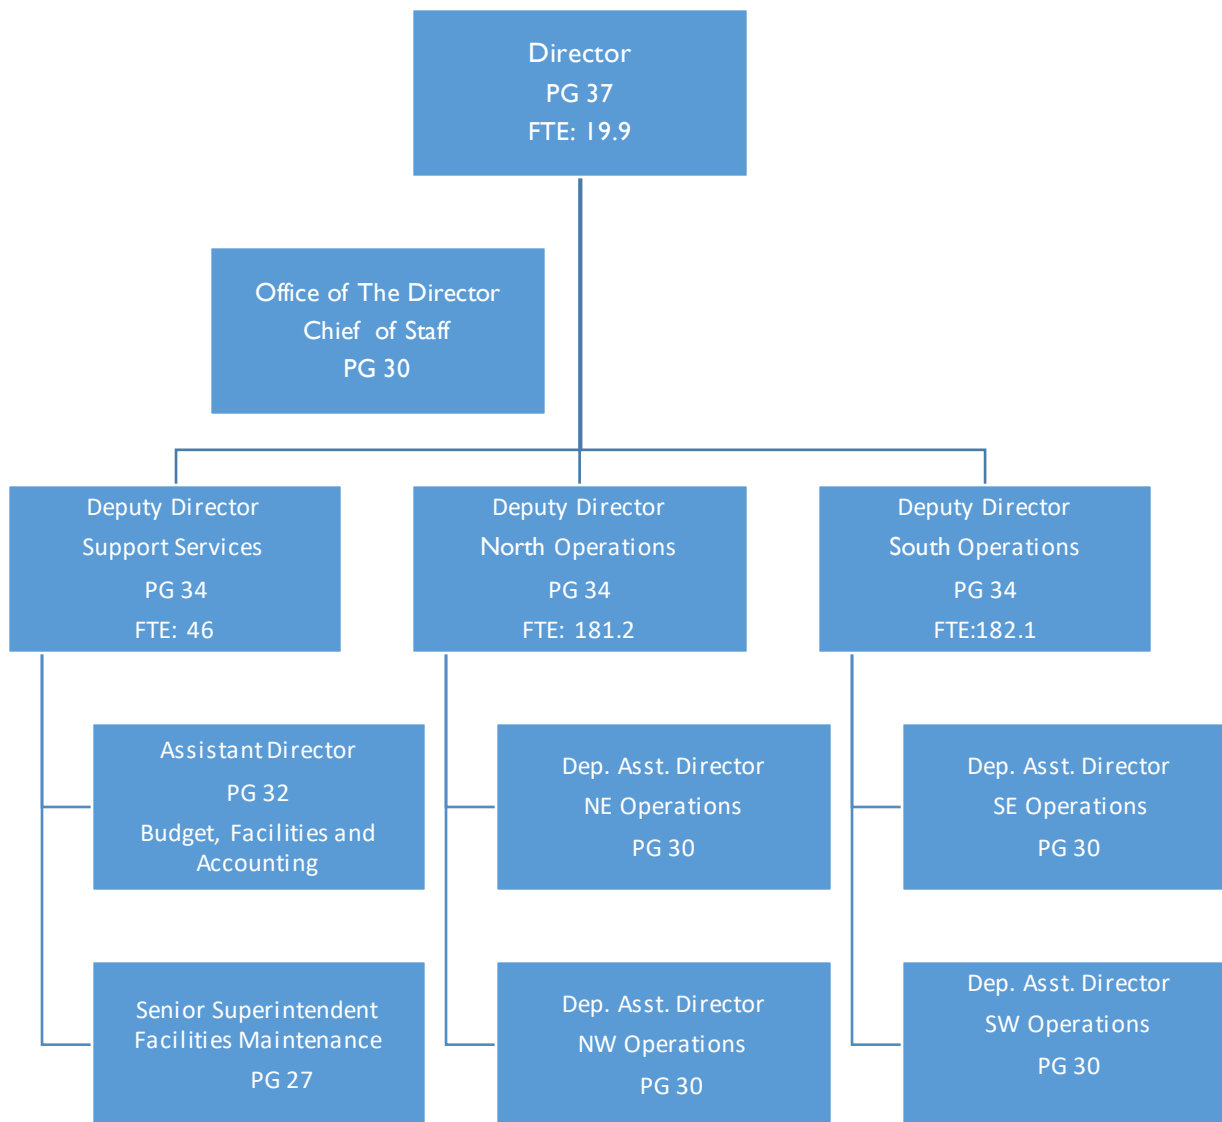 Director
PG 37
FTE: 19.9
Office of The Director
Chief of Staff
PG 30
Deputy Director
Support Services
PG 34
FTE: 46
Deputy Director
North Operations
PG 34
FTE: 181.2
Deputy Director
South Operations
PG 34
FTE:182.1
Assistant Director
PG 32
Budget, Facilities and
Accounting
Dep. Asst. Director
NE Operations
PG 30
Dep. Asst. Director
SE Operations
PG 30
Senior Superintendent
Facilities Maintenance
PG 27
Dep. Asst. Director
NW Operations
PG 30
Dep. Asst. Director
SW Operations
PG 30